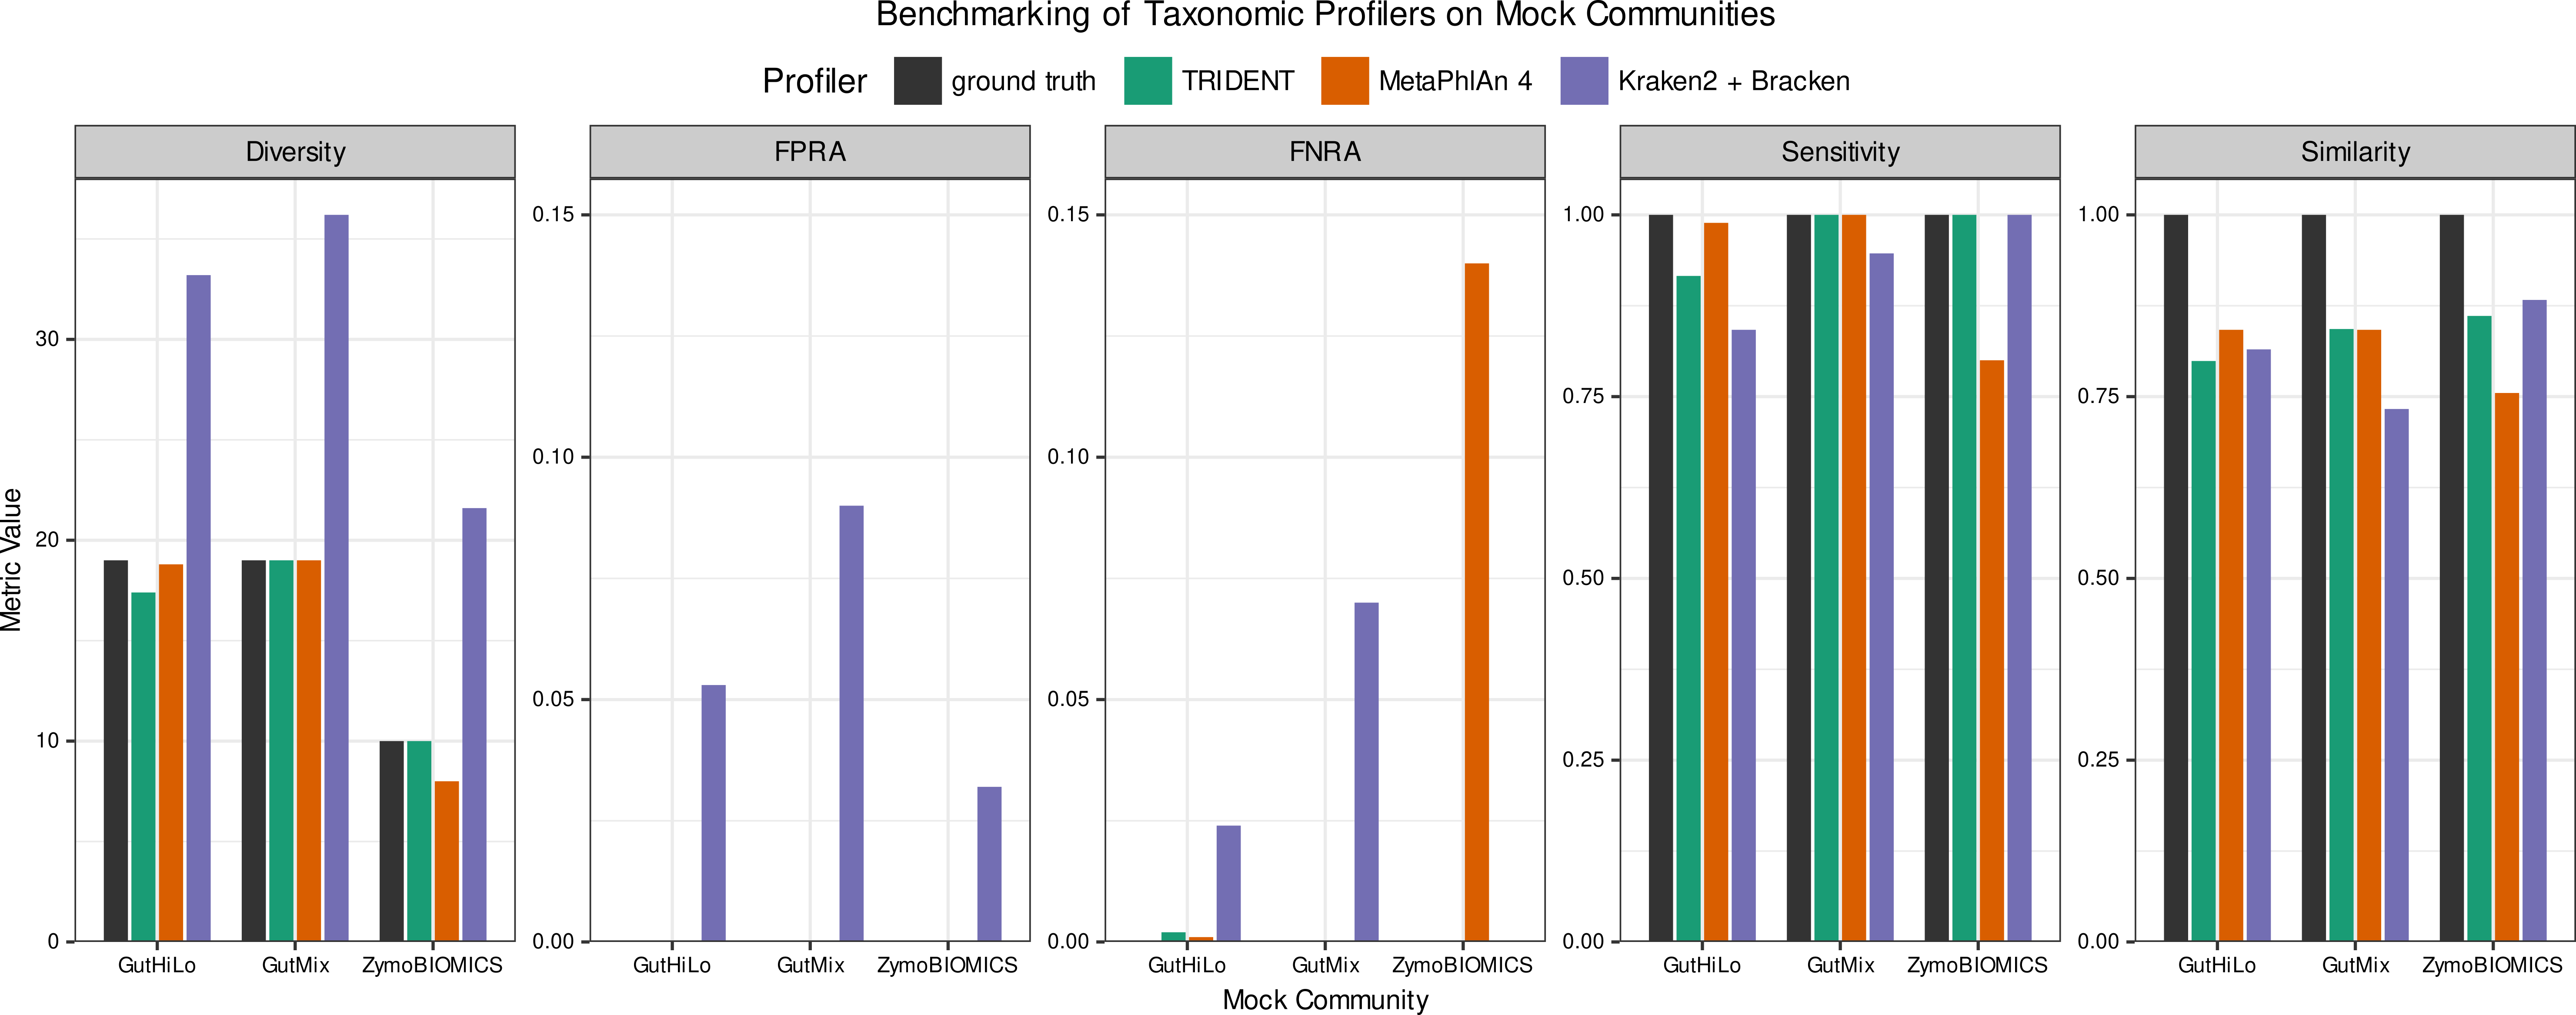 Benchmarking of Taxonomic Profilers on Mock Communities
Profiler ground truth TRIDENT MetaPhlAn 4 Kraken2 + Bracken
Diversity FPRA FNRA Sensitivity Similarity
Metric Value
30
20
10
0
GutHiLo GutMix ZymoBIOMICS
0.15
0.10
0.05
0.00
GutHiLo GutMix ZymoBIOMICS
0.15
0.10
0.05
0.00
GutHiLo GutMix ZymoBIOMICS
1.00
0.75
0.50
0.25
0.00
GutHiLo GutMix ZymoBIOMICS
1.00
0.75
0.50
0.25
0.00
GutHiLo GutMix ZymoBIOMICS
Mock Community